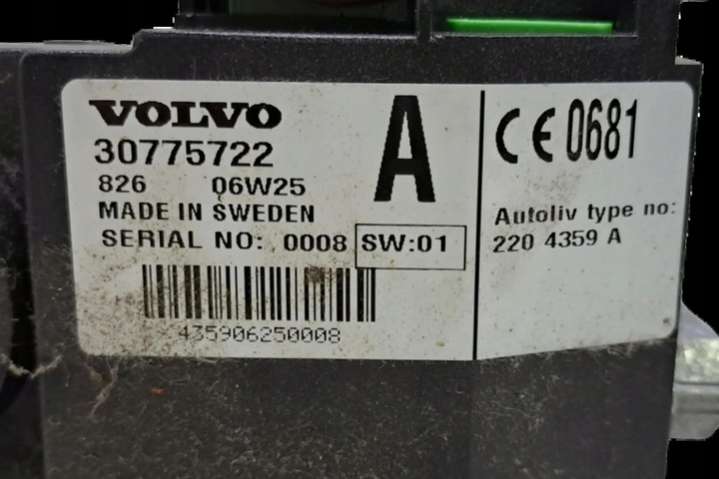 VOLVO
30775722
826 06W25
MADE IN SWEDEN
SERIAL NO: 0008 SW:01
435906250008
A
CE 0681
Autoliv type no:
220 4359 A